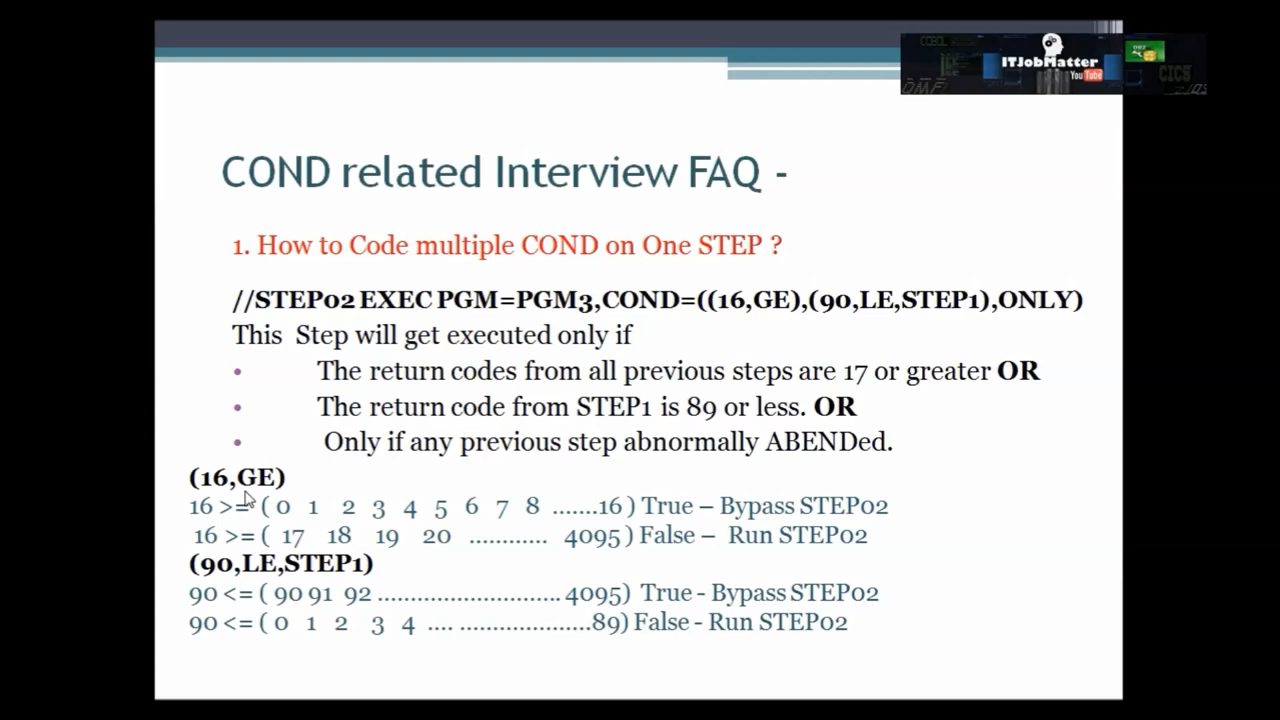 COBOL
ITJobMatter
You Tube
DB2
CICS
COND related Interview FAQ -
1. How to Code multiple COND on One STEP ?
//STEP02 EXEC PGM=PGM3,COND=((16,GE),(90,LE,STEP1),ONLY)
This Step will get executed only if
• The return codes from all previous steps are 17 or greater OR
• The return code from STEP1 is 89 or less. OR
• Only if any previous step abnormally ABENDed.
(16,GE)
16 >= ( 0 1 2 3 4 5 6 7 8 .......16 ) True – Bypass STEP02
16 >= ( 17 18 19 20 ............ 4095 ) False – Run STEP02
(90,LE,STEP1)
90 <= ( 90 91 92 ............................ 4095) True - Bypass STEP02
90 <= ( 0 1 2 3 4 .... ....................89) False - Run STEP02